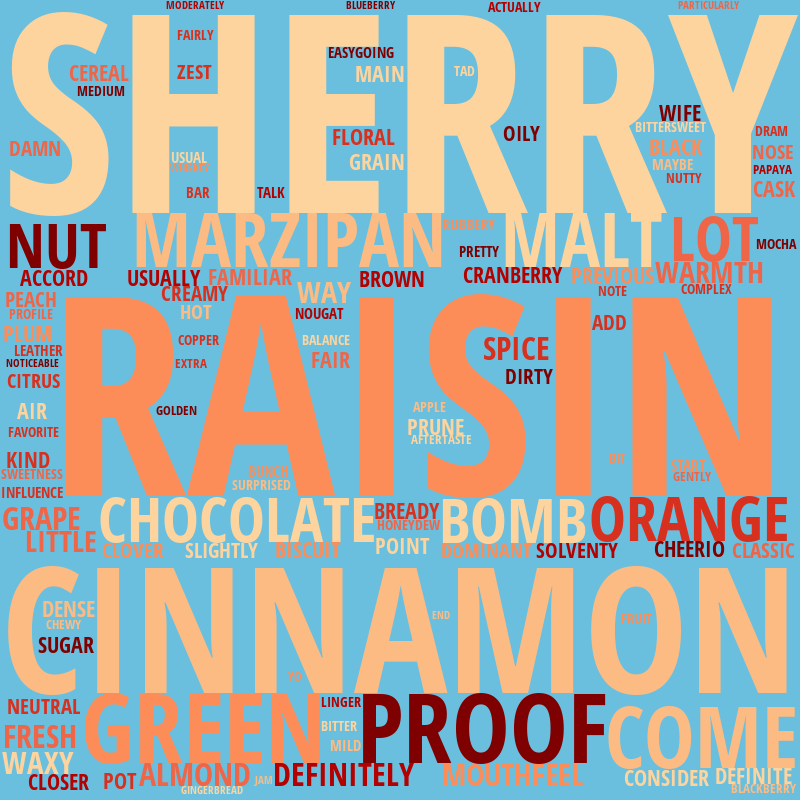 MODERATELY
BLUEBERRY
ACTUALLY
PARTICULARLY
SHERRY
FAIRLY
EASYGOING
CEREAL
ZEST
MAIN
TAD
MEDIUM
WIFE
BITTERSWEET
DRAM
DAMN
FLORAL
OILY
BLACK
NOSE
USUAL
GRAIN
MAYBE
PAPAYA
BAR
TALK
NUTTY
CASK
NUT
MARZIPAN
RUBBERY
MALT
LOT
PRETTY
MOCHA
ACCORD
USUALLY
FAMILIAR
BROWN
CRANBERRY
PREVIOUS
WARMTH
PEACH
CREAMY
WAY
NOTE
COMPLEX
PROFILE
HOT
NOUGAT
RAISIN
PLUM
COPPER
BALANCE
SPICE
ADD
LEATHER
EXTRA
FAIR
NOTICEABLE
CITRUS
DIRTY
AIR
GOLDEN
APPLE
FAVORITE
PRUNE
AFTERTASTE
KIND
SWEETNESS
BUNCH
START
SURPRISED
GENTLY
INFLUENCE
GRAPE
CHOCOLATE
BREADY
BOMB
ORANGE
HONEYDEW
LITTLE
CLOVER
SLIGHTLY
BISCUIT
POINT
DOMINANT
SOLVENTY
CHEERIO
CLASSIC
CINNAMON
DENSE
CHEWY
END
FRUIT
SUGAR
YO
NEUTRAL
GREEN
LINGER
PROOF
COME
FRESH
BITTER
MILD
WAXY
CLOSER
POT
ALMOND
JAM
DEFINITELY
MOUTHFEEL
CONSIDER
DEFINITE
GINGERBREAD
BLACKBERRY